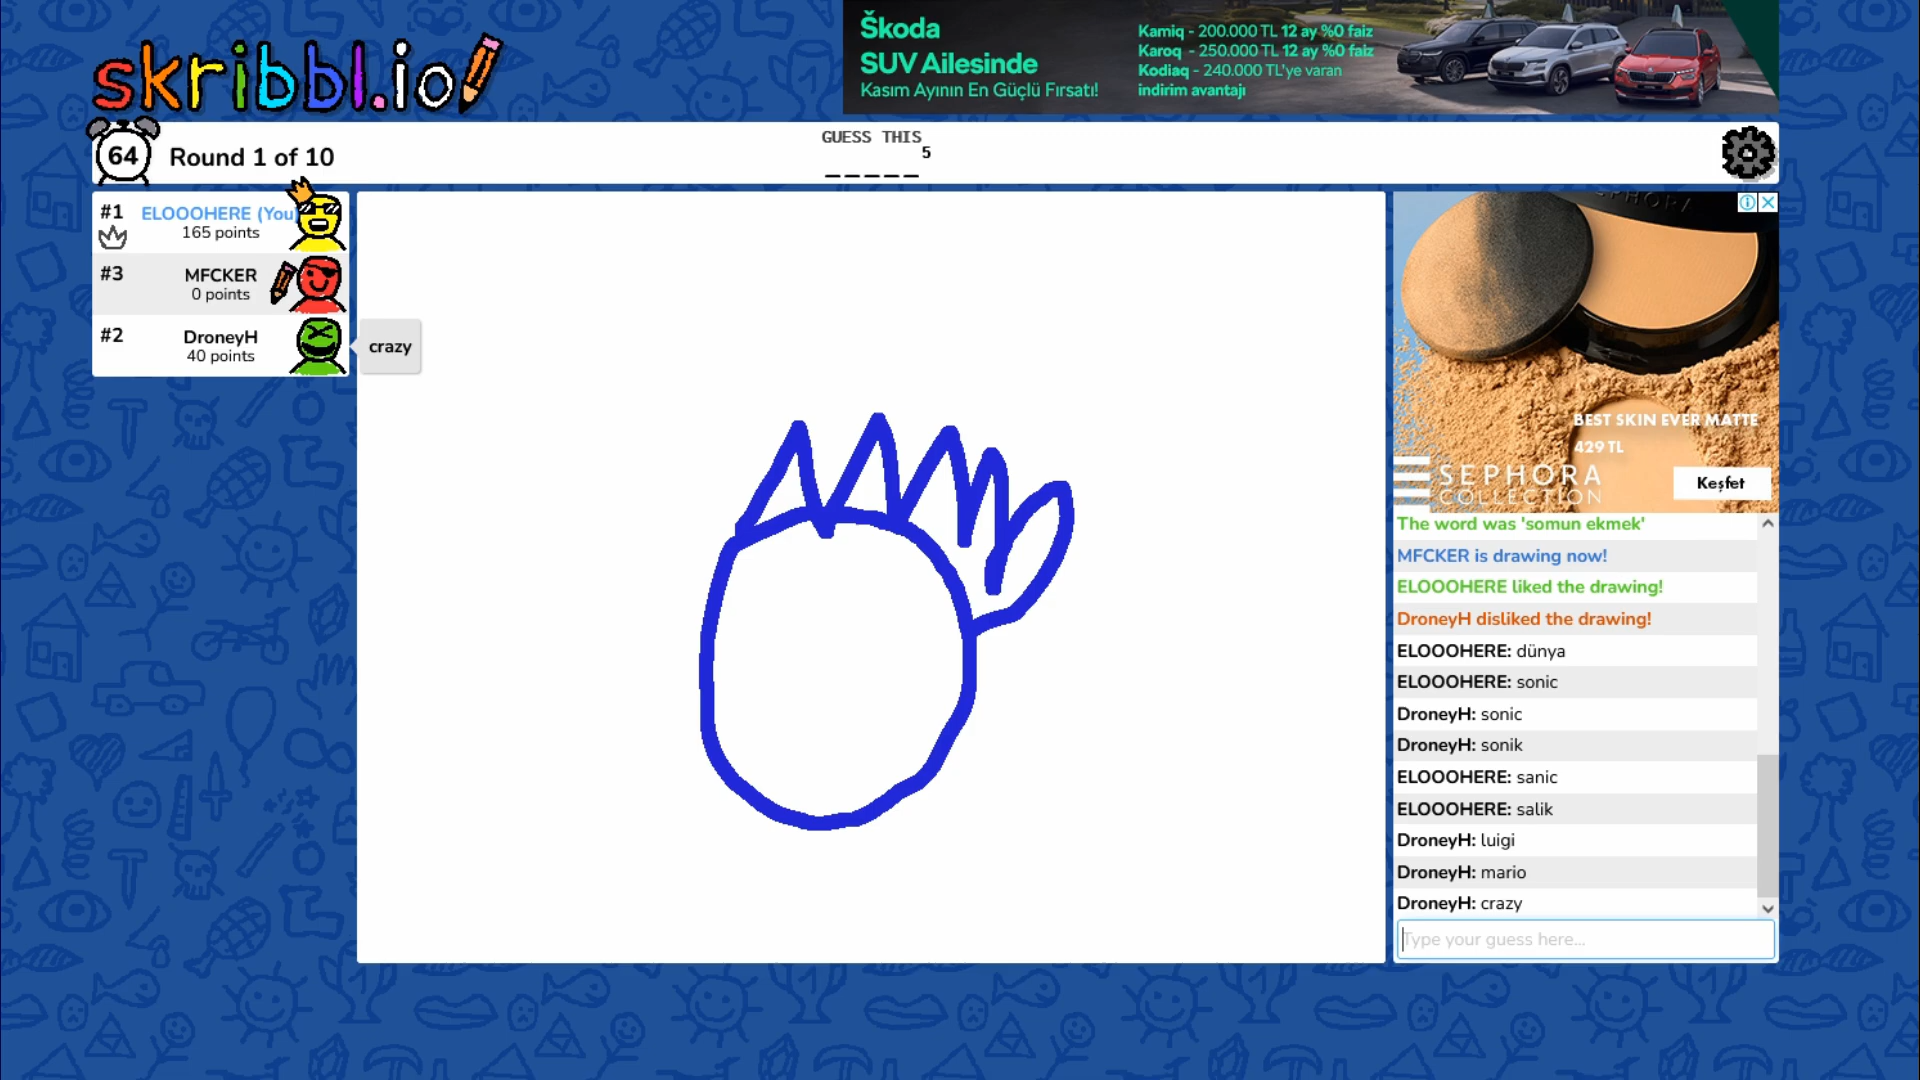 skribbl.io
Škoda
SUV Ailesinde
Kasım Ayının En Güçlü Fırsatı!
Kamiq - 200.000 TL 12 ay %0 faiz
Karoq - 250.000 TL 12 ay %0 faiz
Kodiaq - 240.000 TL'ye varan
indirim avantajı
64
Round 1 of 10
GUESS THIS
5
_____
#1
ELOOOHERE (You
165 points
#3
MFCKER
0 points
#2
DroneyH
40 points
crazy
SEPHORA
BEST SKIN EVER MATTE
429 TL
SEPHORA
COLLECTION
Keşfet
The word was 'somun ekmek'
MFCKER is drawing now!
ELOOOHERE liked the drawing!
DroneyH disliked the drawing!
ELOOOHERE: dünya
ELOOOHERE: sonic
DroneyH: sonic
DroneyH: sonik
ELOOOHERE: sanic
ELOOOHERE: salik
DroneyH: luigi
DroneyH: mario
DroneyH: crazy
Type your guess here...